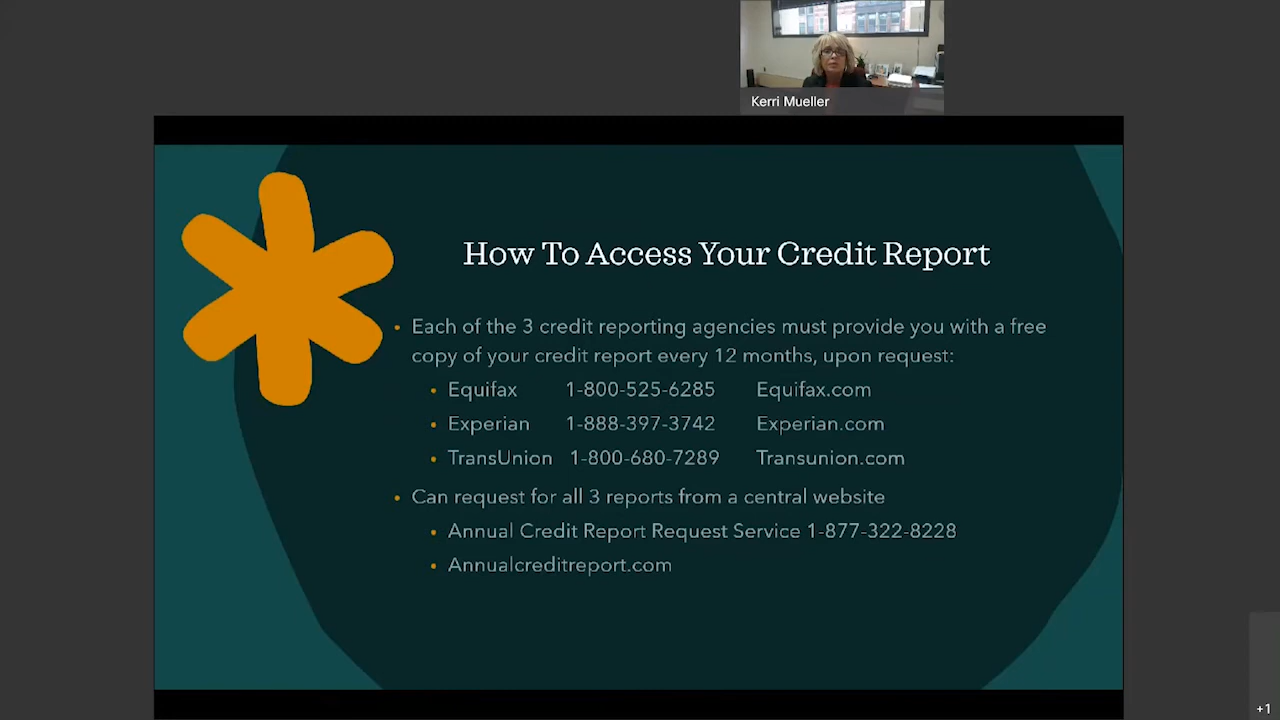 Kerri Mueller
How To Access Your Credit Report
• Each of the 3 credit reporting agencies must provide you with a free
copy of your credit report every 12 months, upon request:
• Equifax 1-800-525-6285 Equifax.com
• Experian 1-888-397-3742 Experian.com
• TransUnion 1-800-680-7289 Transunion.com
• Can request for all 3 reports from a central website
• Annual Credit Report Request Service 1-877-322-8228
• Annualcreditreport.com
+1